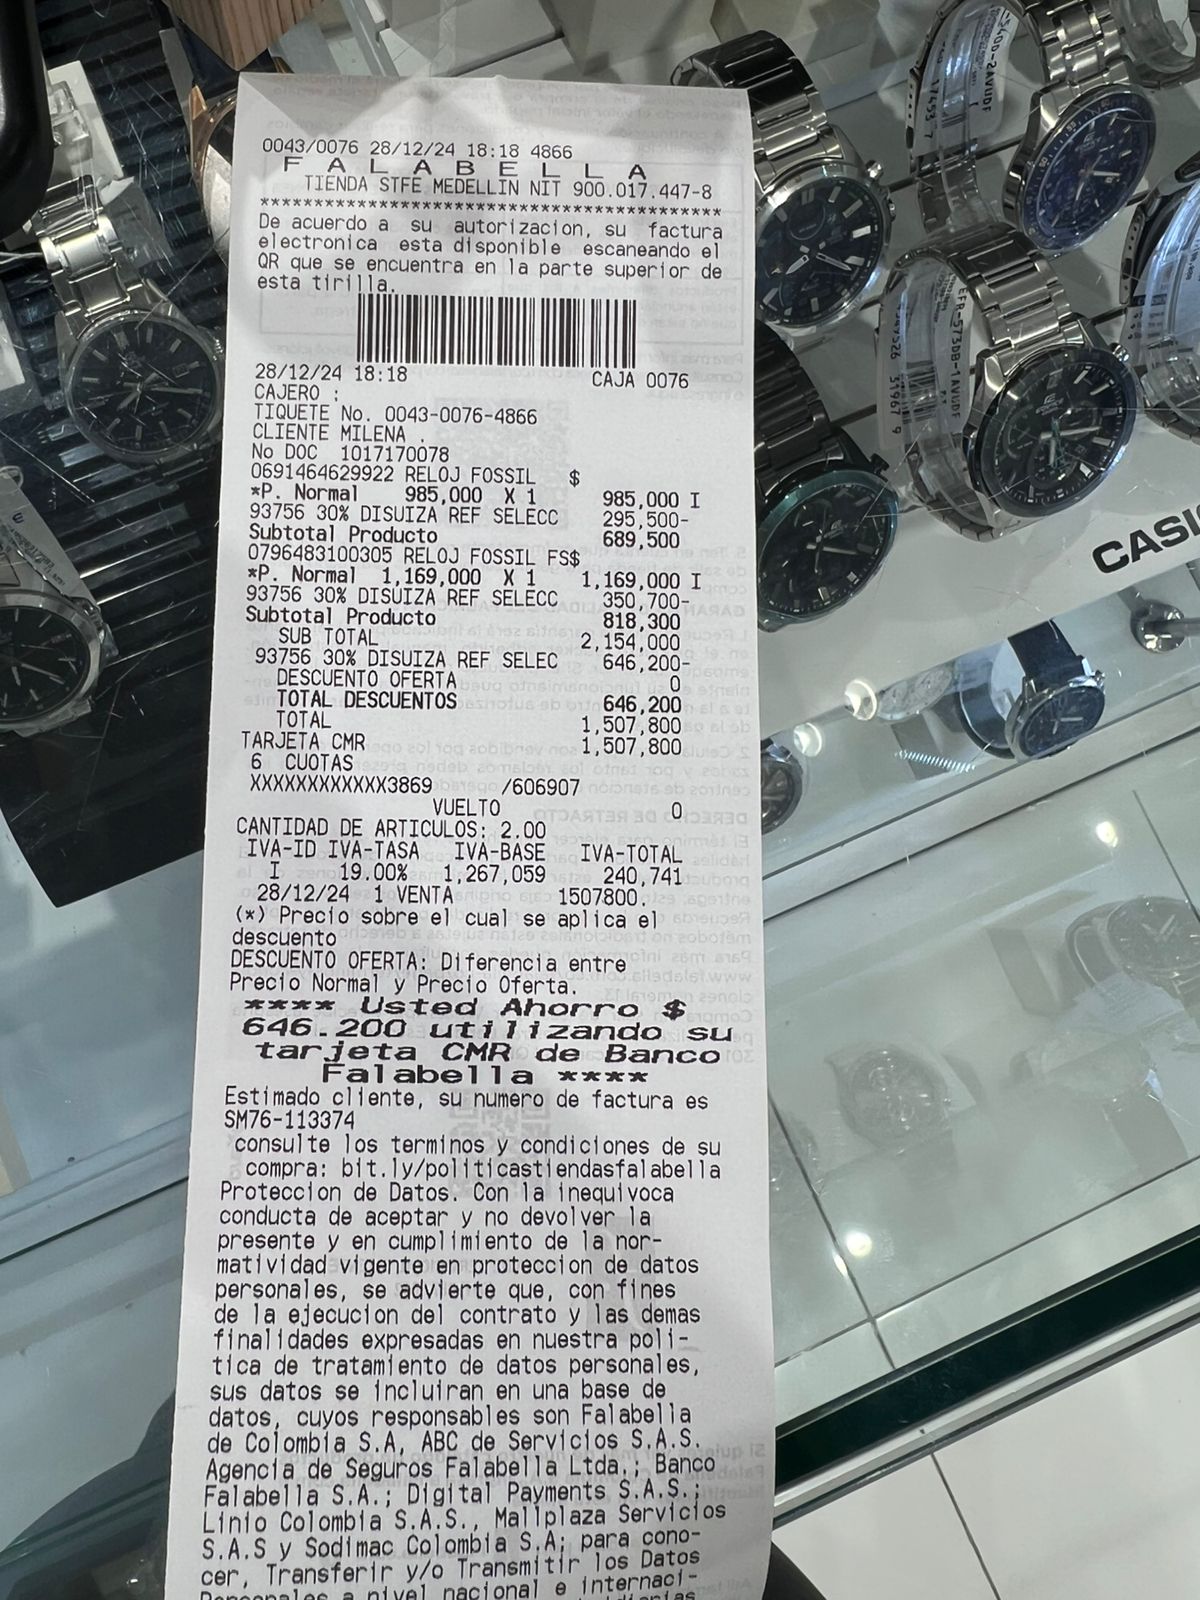 0043/0076 28/12/24 18:18 4866
F A L A B E L L A
TIENDA STFE MEDELLIN NIT 900.017.447-8
******************************************
De acuerdo a su autorizacion, su factura
electronica esta disponible escaneando el
QR que se encuentra en la parte superior de
esta tirilla.
28/12/24 18:18 CAJA 0076
CAJERO :
TIQUETE No. 0043-0076-4866
CLIENTE MILENA .
No DOC 1017170078
0691464629922 RELOJ FOSSIL $
*P. Normal 985,000 X 1 985,000 I
93756 30% DISUIZA REF SELECC 295,500-
Subtotal Producto 689,500
0796483100305 RELOJ FOSSIL FS$
*P. Normal 1,169,000 X 1 1,169,000 I
93756 30% DISUIZA REF SELECC 350,700-
Subtotal Producto 818,300
SUB TOTAL 2,154,000
93756 30% DISUIZA REF SELEC 646,200-
DESCUENTO OFERTA 0
TOTAL DESCUENTOS 646,200
TOTAL 1,507,800
TARJETA CMR 1,507,800
6 CUOTAS
XXXXXXXXXXXX3869 /606907
VUELTO 0
CANTIDAD DE ARTICULOS: 2.00
IVA-ID IVA-TASA IVA-BASE IVA-TOTAL
I 19.00% 1,267,059 240,741
28/12/24 1 VENTA 1507800.
(*) Precio sobre el cual se aplica el
descuento
DESCUENTO OFERTA: Diferencia entre
Precio Normal y Precio Oferta.
**** Usted Ahorro $
646.200 utilizando su
tarjeta CMR de Banco
Falabella ****
Estimado cliente, su numero de factura es
SM76-113374
consulte los terminos y condiciones de su
compra: bit.ly/politicastiendasfalabella
Proteccion de Datos. Con la inequivoca
conducta de aceptar y no devolver la
presente y en cumplimiento de la nor-
matividad vigente en proteccion de datos
personales, se advierte que, con fines
de la ejecucion del contrato y las demas
finalidades expresadas en nuestra poli-
tica de tratamiento de datos personales,
sus datos se incluiran en una base de
datos, cuyos responsables son Falabella
de Colombia S.A, ABC de Servicios S.A.S.
Agencia de Seguros Falabella Ltda.; Banco
Falabella S.A.; Digital Payments S.A.S.;
Linio Colombia S.A.S., Mallplaza Servicios
S.A.S y Sodimac Colombia S.A; para cono-
cer, Transferir y/o Transmitir los Datos
Personales a nivel nacional e internaci-
EFR-573DB-1AVUDF
CASI